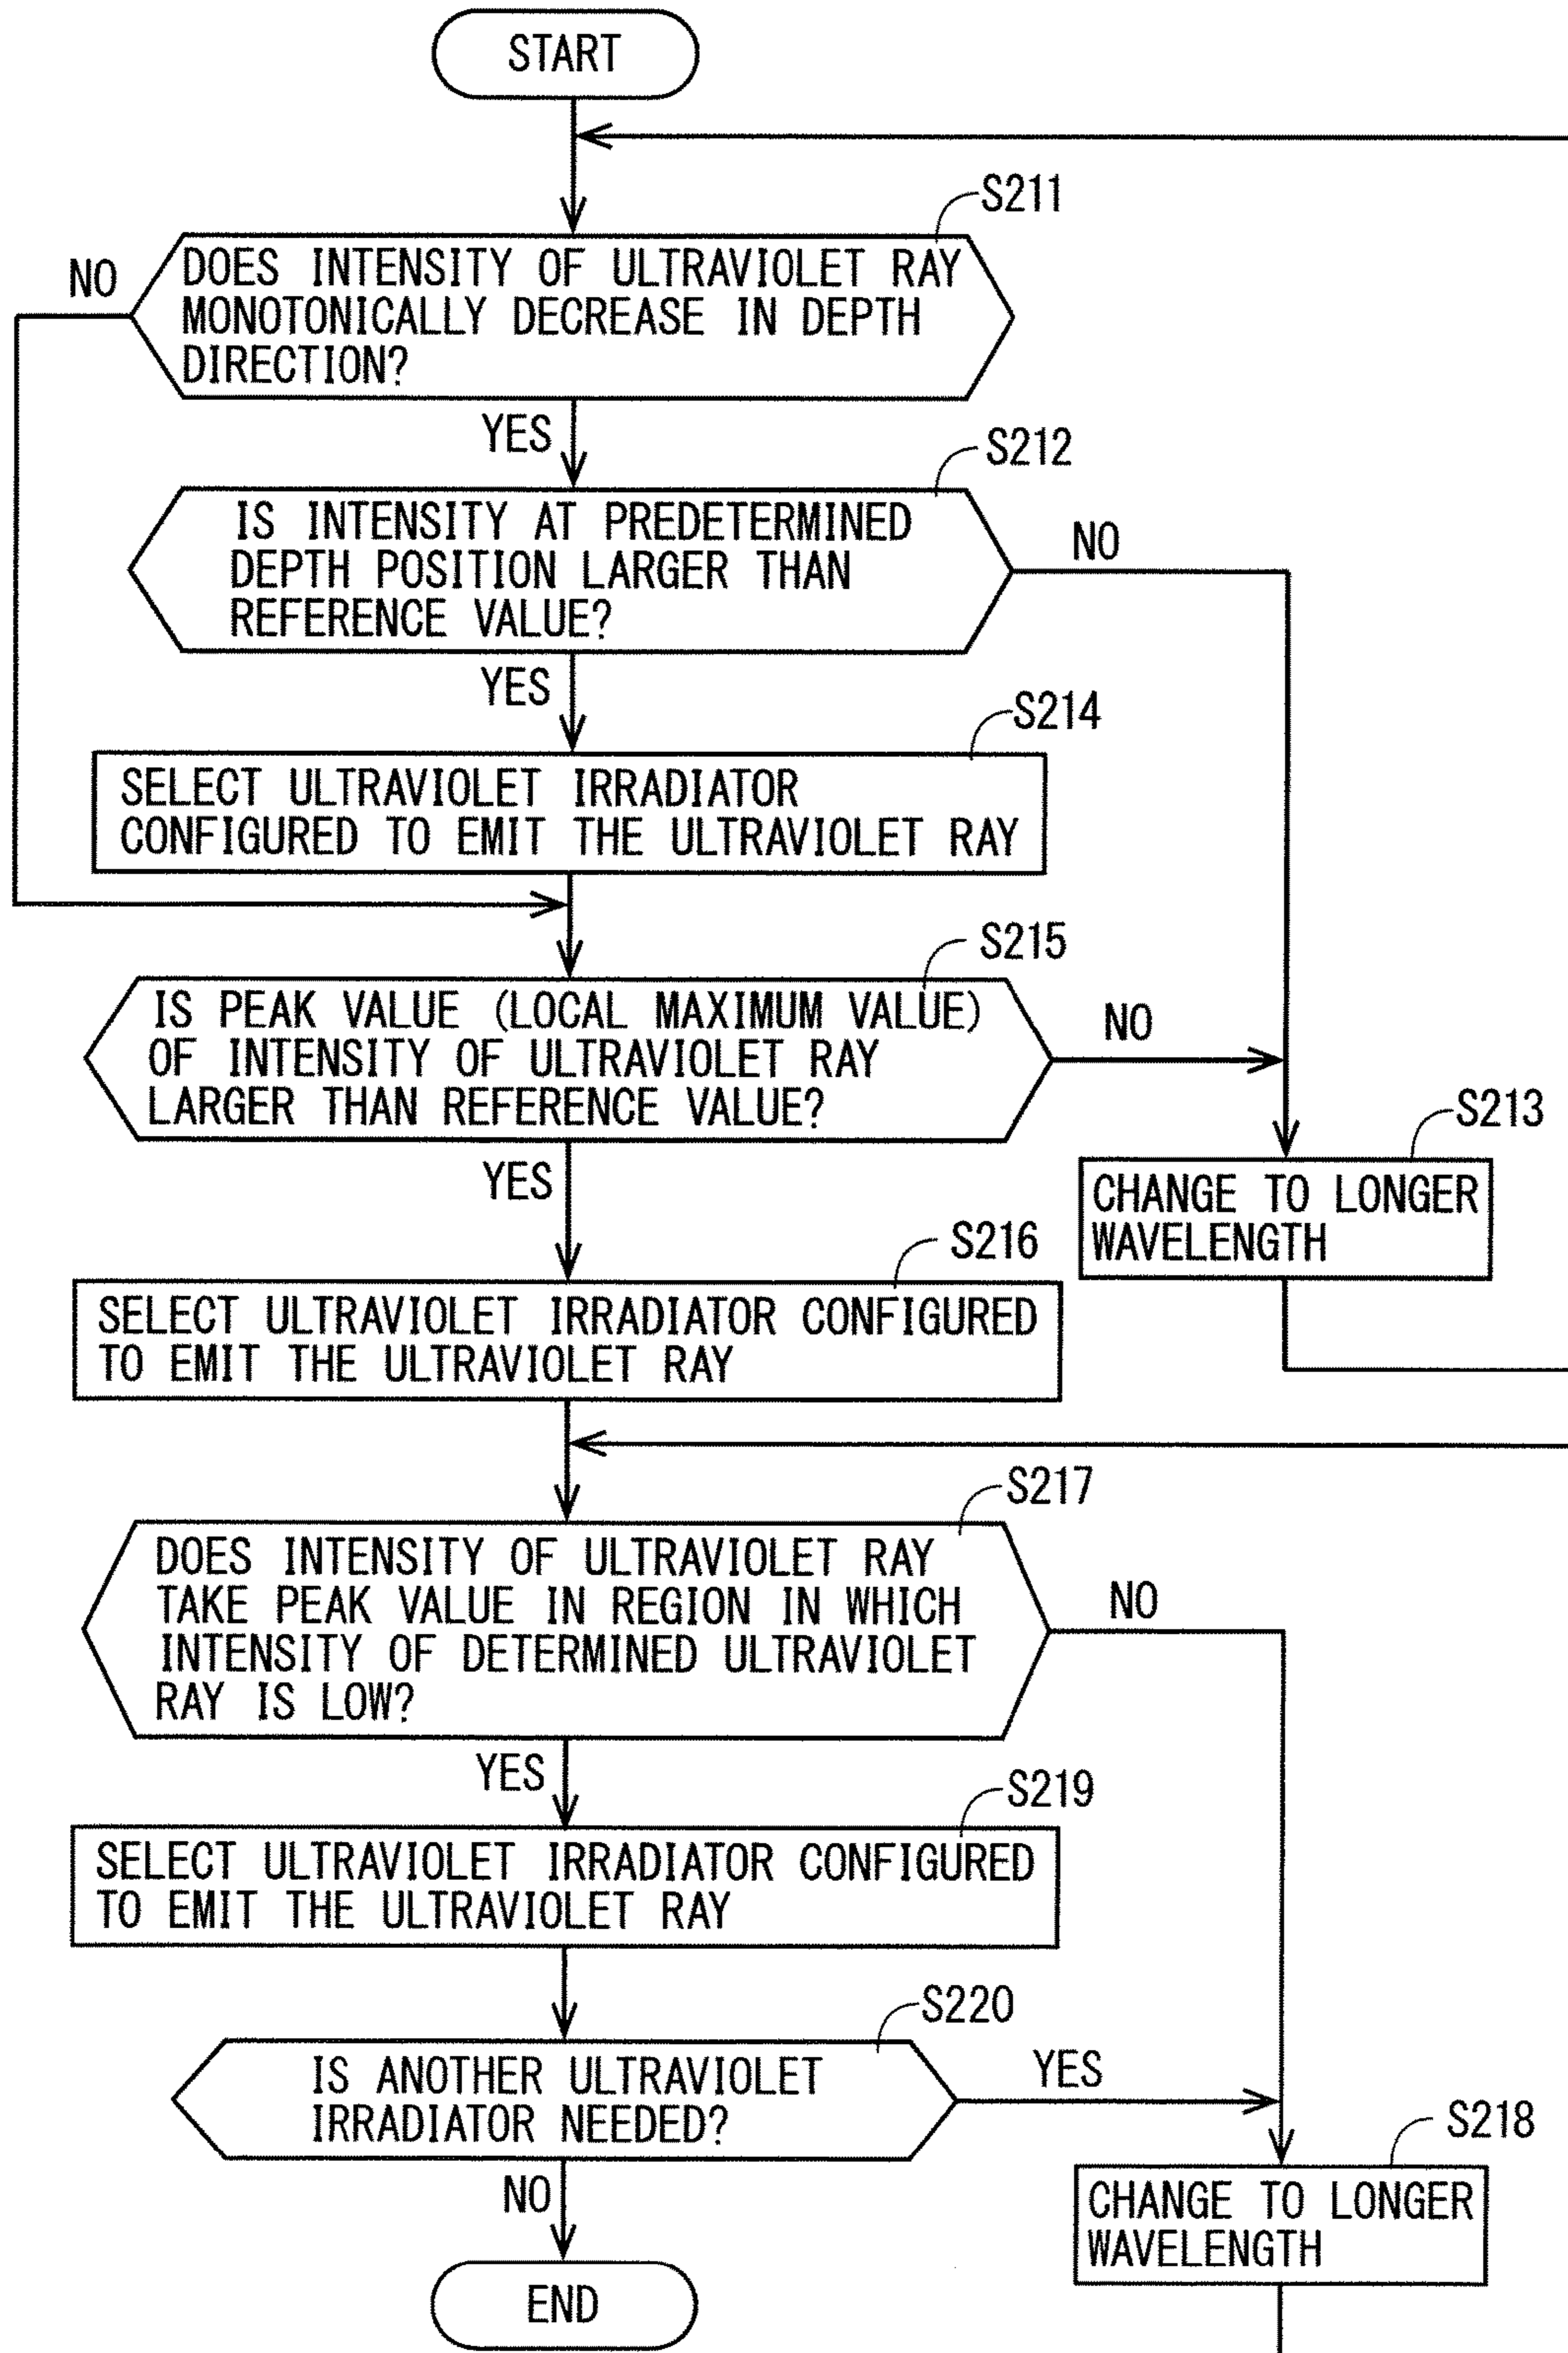 START
S211
NO
DOES INTENSITY OF ULTRAVIOLET RAY
MONOTONICALLY DECREASE IN DEPTH
DIRECTION?
YES
S212
IS INTENSITY AT PREDETERMINED
DEPTH POSITION LARGER THAN
REFERENCE VALUE?
NO
YES
S214
SELECT ULTRAVIOLET IRRADIATOR
CONFIGURED TO EMIT THE ULTRAVIOLET RAY
S215
IS PEAK VALUE (LOCAL MAXIMUM VALUE)
OF INTENSITY OF ULTRAVIOLET RAY
LARGER THAN REFERENCE VALUE?
NO
S213
CHANGE TO LONGER
WAVELENGTH
YES
S216
SELECT ULTRAVIOLET IRRADIATOR CONFIGURED
TO EMIT THE ULTRAVIOLET RAY
S217
DOES INTENSITY OF ULTRAVIOLET RAY
TAKE PEAK VALUE IN REGION IN WHICH
INTENSITY OF DETERMINED ULTRAVIOLET
RAY IS LOW?
NO
YES
S219
SELECT ULTRAVIOLET IRRADIATOR CONFIGURED
TO EMIT THE ULTRAVIOLET RAY
S220
IS ANOTHER ULTRAVIOLET
IRRADIATOR NEEDED?
YES
S218
CHANGE TO LONGER
WAVELENGTH
NO
END